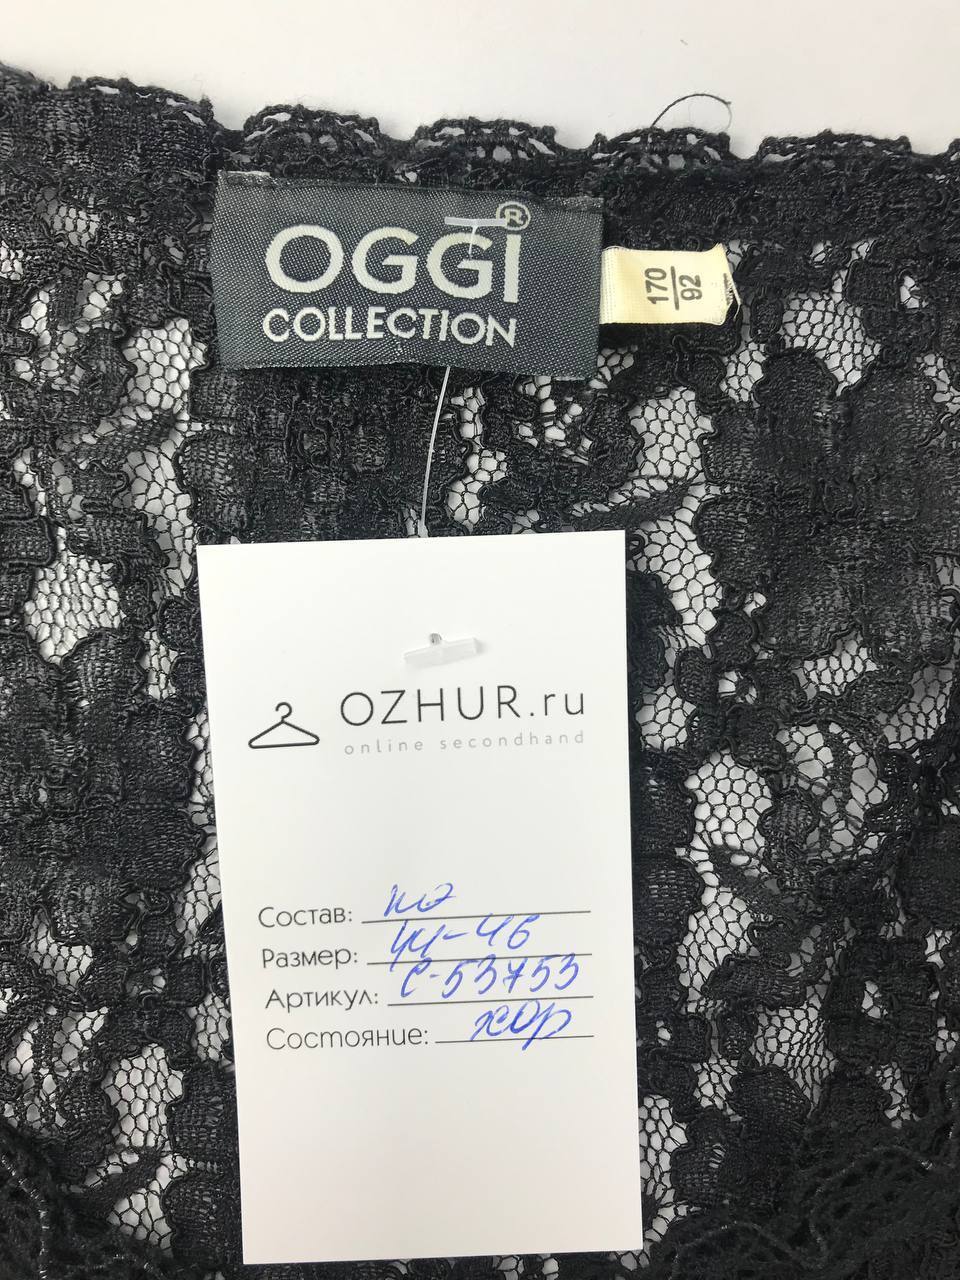 OGGI®
COLLECTION
170
92
OZHUR.ru
online secondhand
Состав:
Размер: 44-46
Артикул: С-53753
Состояние: хор